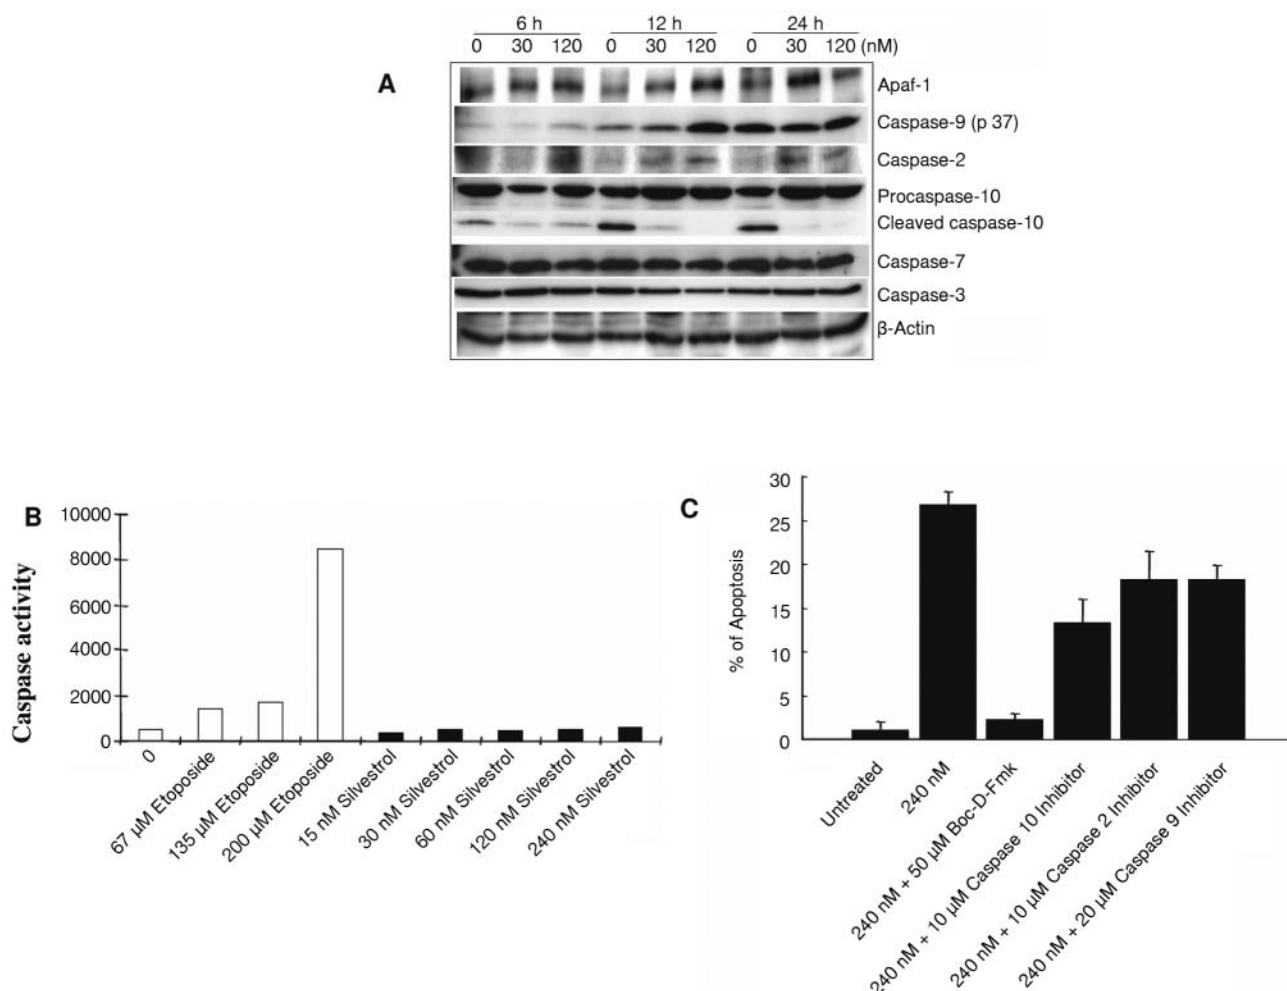 6 h 12 h 24 h
0 30 120 0 30 120 0 30 120 (nM)
A
Apaf-1
Caspase-9 (p 37)
Caspase-2
Procaspase-10
Cleaved caspase-10
Caspase-7
Caspase-3
β-Actin
B
Caspase activity
10000
8000
6000
4000
2000
0
0
67 µM Etoposide
135 µM Etoposide
200 µM Etoposide
15 nM Silvestrol
30 nM Silvestrol
60 nM Silvestrol
120 nM Silvestrol
240 nM Silvestrol
C
% of Apoptosis
30
25
20
15
10
5
0
Untreated
240 nM
240 nM + 50 µM Boc-D-Fmk
240 nM + 10 µM Caspase 10 Inhibitor
240 nM + 10 µM Caspase 2 Inhibitor
240 nM + 20 µM Caspase 9 Inhibitor